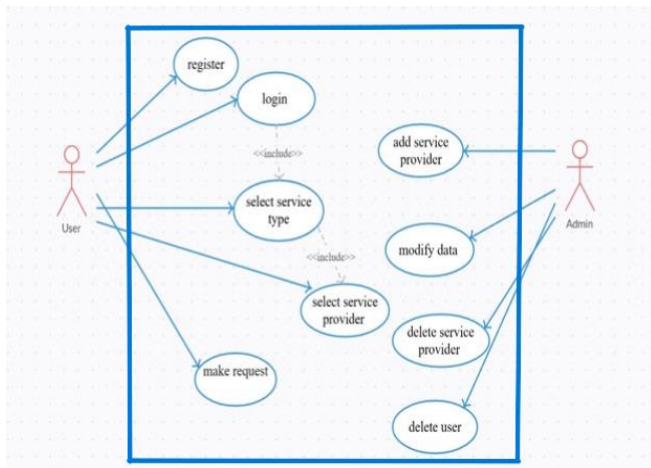 register
login
<<include>>
add service
provider
select service
type
User
Admin
modify data
<<include>>
select service
provider
delete service
provider
make request
delete user